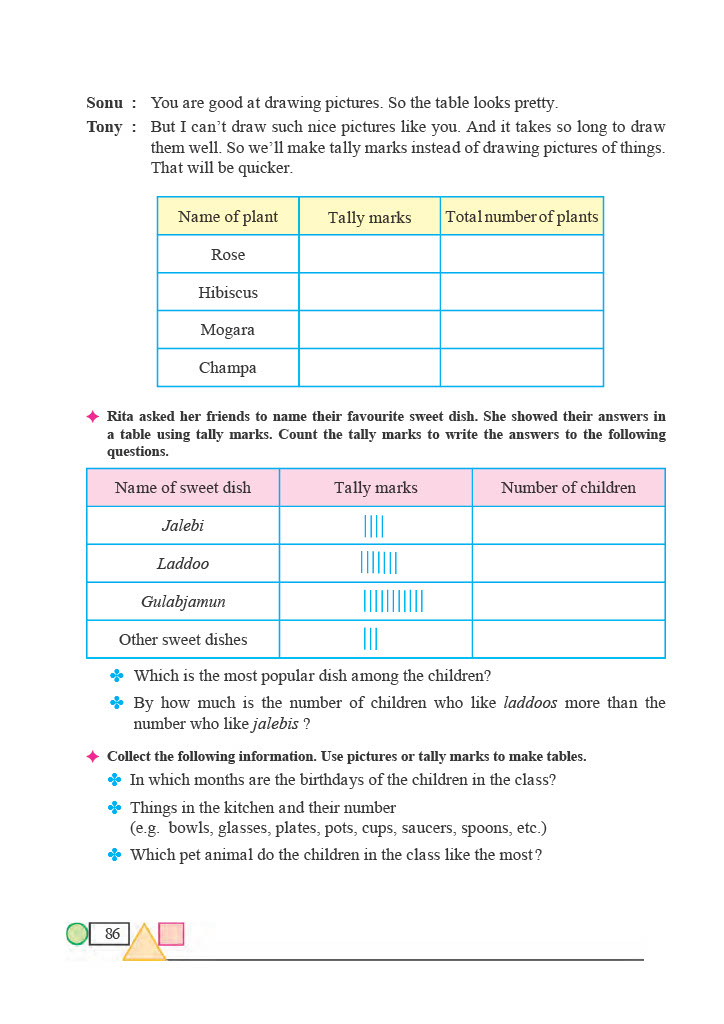 Sonu : You are good at drawing pictures. So the table looks pretty.
Tony : But I can’t draw such nice pictures like you. And it takes so long to draw
them well. So we’ll make tally marks instead of drawing pictures of things.
That will be quicker.
Name of plant Tally marks Total number of plants
Rose
Hibiscus
Mogara
Champa
Rita asked her friends to name their favourite sweet dish. She showed their answers in
a table using tally marks. Count the tally marks to write the answers to the following
questions.
Name of sweet dish Tally marks Number of children
Jalebi ||||
Laddoo |||||||
Gulabjamun |||||||||||
Other sweet dishes |||
Which is the most popular dish among the children?
By how much is the number of children who like laddoos more than the
number who like jalebis ?
Collect the following information. Use pictures or tally marks to make tables.
In which months are the birthdays of the children in the class?
Things in the kitchen and their number
(e.g. bowls, glasses, plates, pots, cups, saucers, spoons, etc.)
Which pet animal do the children in the class like the most?
86